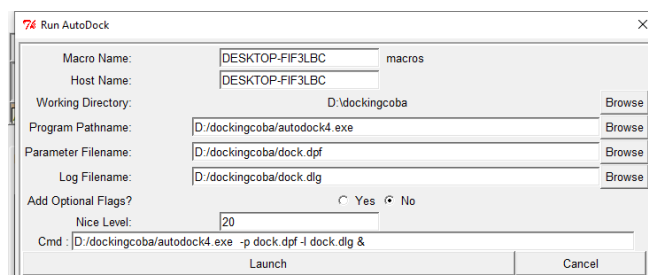 Run AutoDock
Macro Name: DESKTOP-FIF3LBC macros
Host Name: DESKTOP-FIF3LBC
Working Directory: D:\dockingcoba Browse
Program Pathname: D:/dockingcoba/autodock4.exe Browse
Parameter Filename: D:/dockingcoba/dock.dpf Browse
Log Filename: D:/dockingcoba/dock.dlg Browse
Add Optional Flags? Yes No
Nice Level: 20
Cmd : D:/dockingcoba/autodock4.exe -p dock.dpf -l dock.dlg &
Launch Cancel